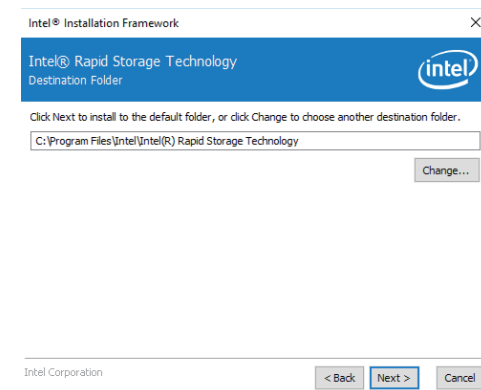 Intel® Installation Framework
Intel® Rapid Storage Technology
Destination Folder
intel
Click Next to install to the default folder, or click Change to choose another destination folder.
C:\Program Files\Intel\Intel(R) Rapid Storage Technology
Change...
Intel Corporation
< Back Next > Cancel